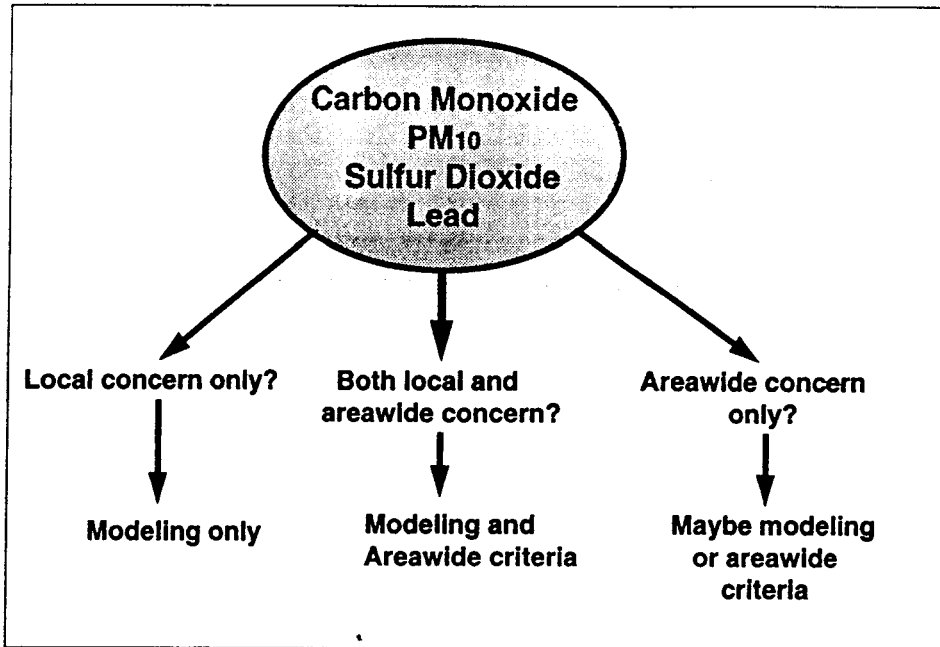 Carbon Monoxide
PM10
Sulfur Dioxide
Lead
Local concern only?
Modeling only
Both local and
areawide concern?
Modeling and
Areawide criteria
Areawide concern
only?
Maybe modeling
or areawide
criteria